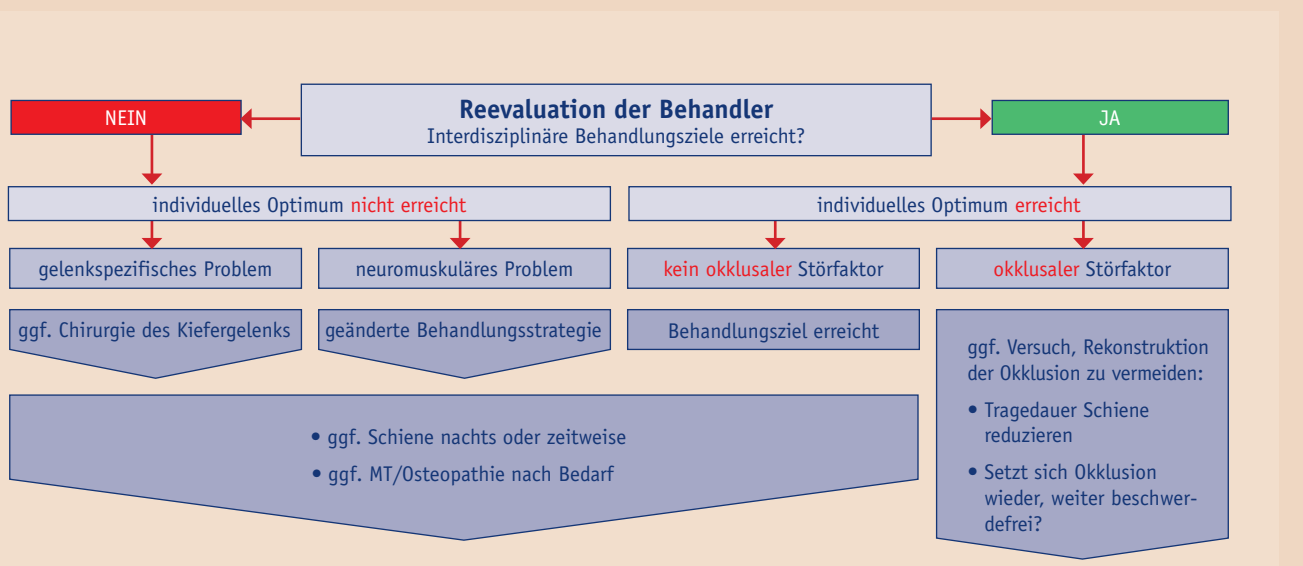 Reevaluation der Behandler
Interdisziplinäre Behandlungsziele erreicht?
NEIN
JA
individuelles Optimum nicht erreicht
individuelles Optimum erreicht
gelenkspezifisches Problem
neuromuskuläres Problem
kein okklusaler Störfaktor
okklusaler Störfaktor
ggf. Chirurgie des Kiefergelenks
geänderte Behandlungsstrategie
Behandlungsziel erreicht
ggf. Versuch, Rekonstruktion
der Okklusion zu vermeiden:
• Tragedauer Schiene
reduzieren
• Setzt sich Okklusion
wieder, weiter beschwer-
defrei?
• ggf. Schiene nachts oder zeitweise
• ggf. MT/Osteopathie nach Bedarf